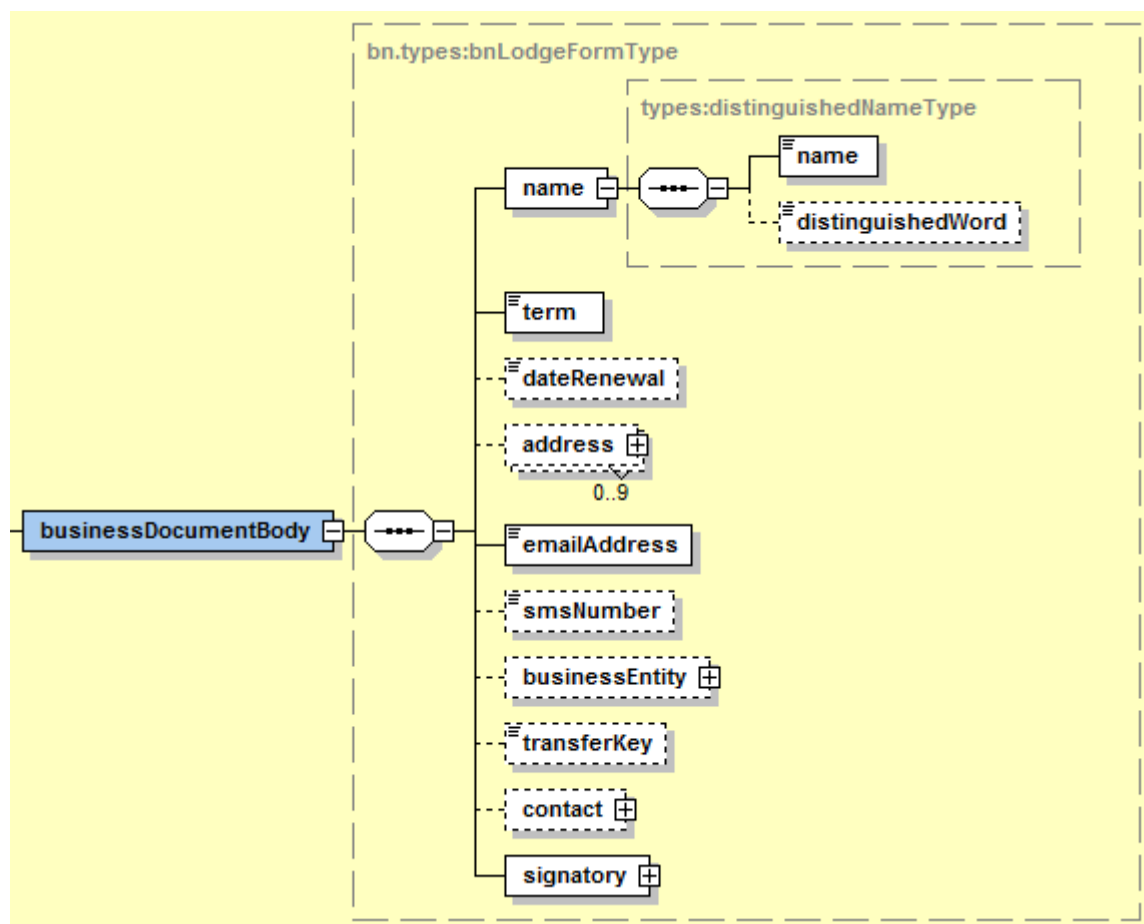 bn.types:bnLodgeFormType
types:distinguishedNameType
name
name
distinguishedWord
term
dateRenewal
address
0..9
businessDocumentBody
emailAddress
smsNumber
businessEntity
transferKey
contact
signatory